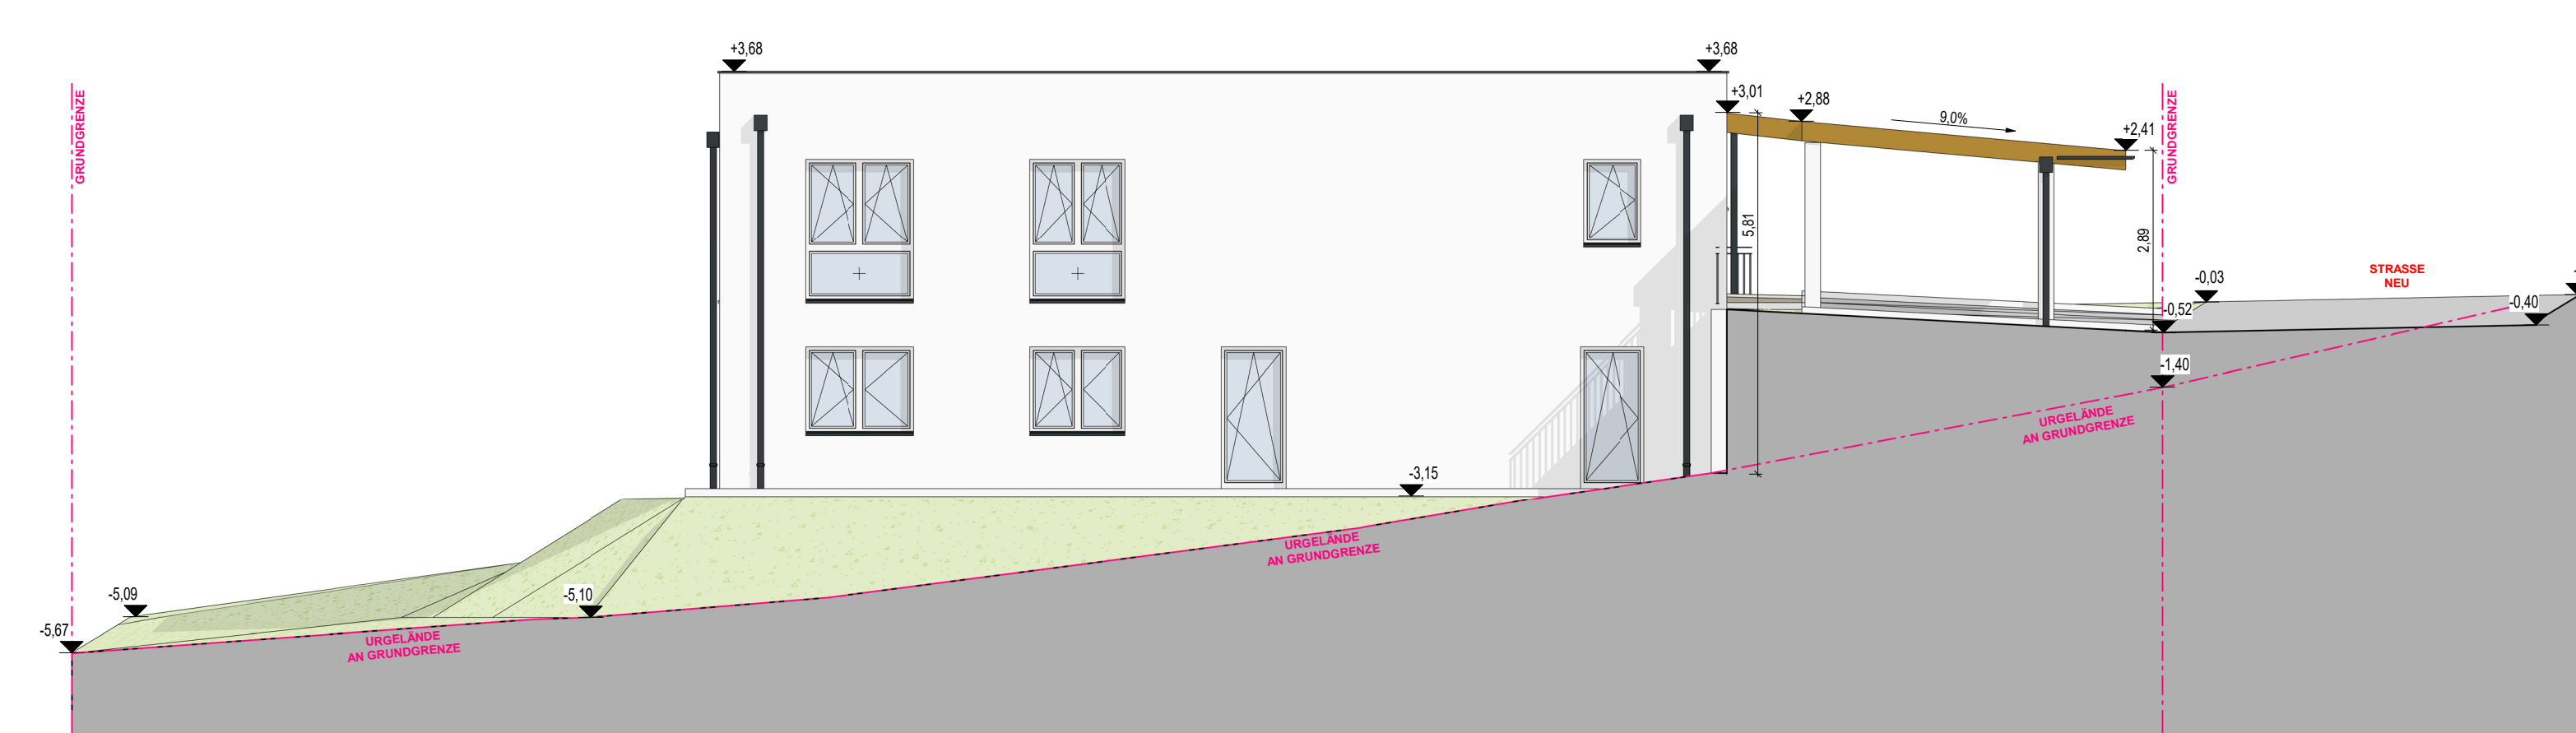 +3,68
+3,68
+3,01
+2,88
9,0%
+2,41
GRUNDGRENZE
GRUNDGRENZE
5,81
2,89
STRASSE
NEU
-0,03
-0,52
-0,40
-1,40
URGELÄNDE
AN GRUNDGRENZE
-3,15
URGELÄNDE
AN GRUNDGRENZE
-5,09
-5,10
-5,67
URGELÄNDE
AN GRUNDGRENZE